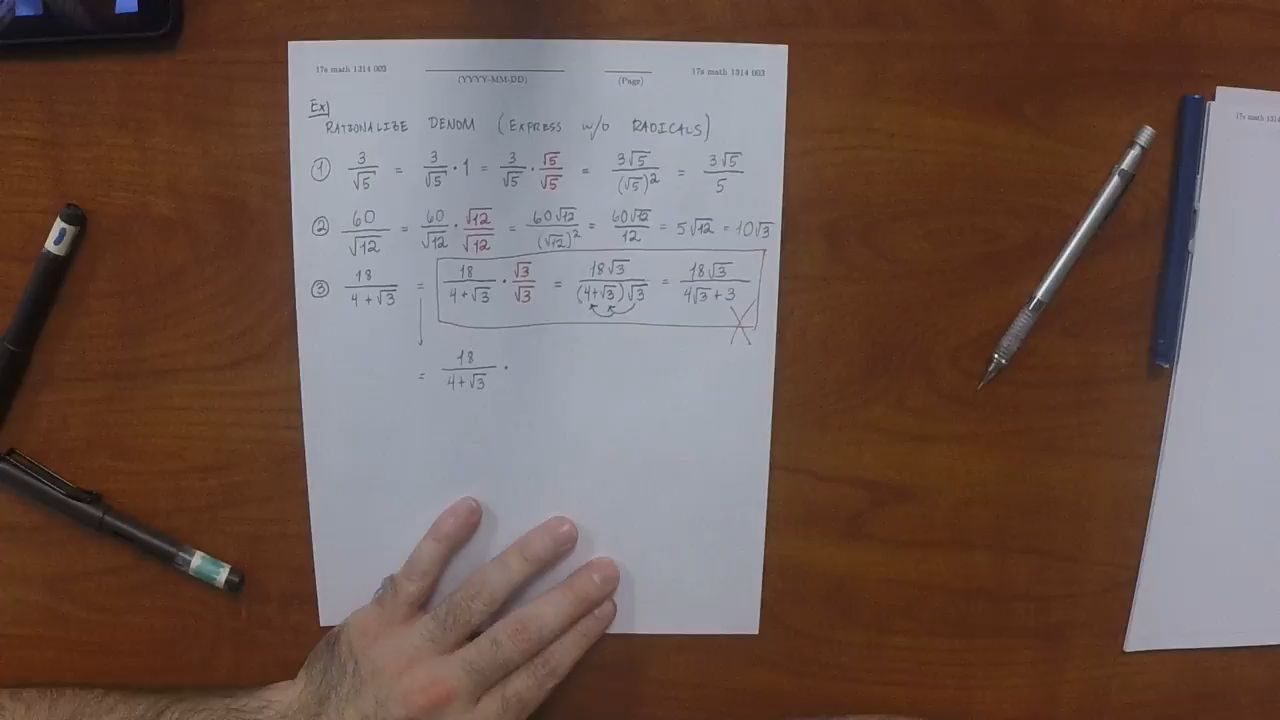 17s math 1314 003 (YYYY-MM-DD) (Page) 17s math 1314 003
Ex)
RATIONALIZE DENOM (EXPRESS w/o RADICALS)
① 3/√5 = 3/√5 · 1 = 3/√5 · √5/√5 = 3√5/(√5)² = 3√5/5
② 60/√12 = 60/√12 · √12/√12 = 60√12/(√12)² = 60√12/12 = 5√12 = 10√3
③ 18/(4+√3) = 18/(4+√3) · √3/√3 = 18√3/((4+√3)√3) = 18√3/(4√3+3)
= 18/(4+√3) ·
17s math 1314